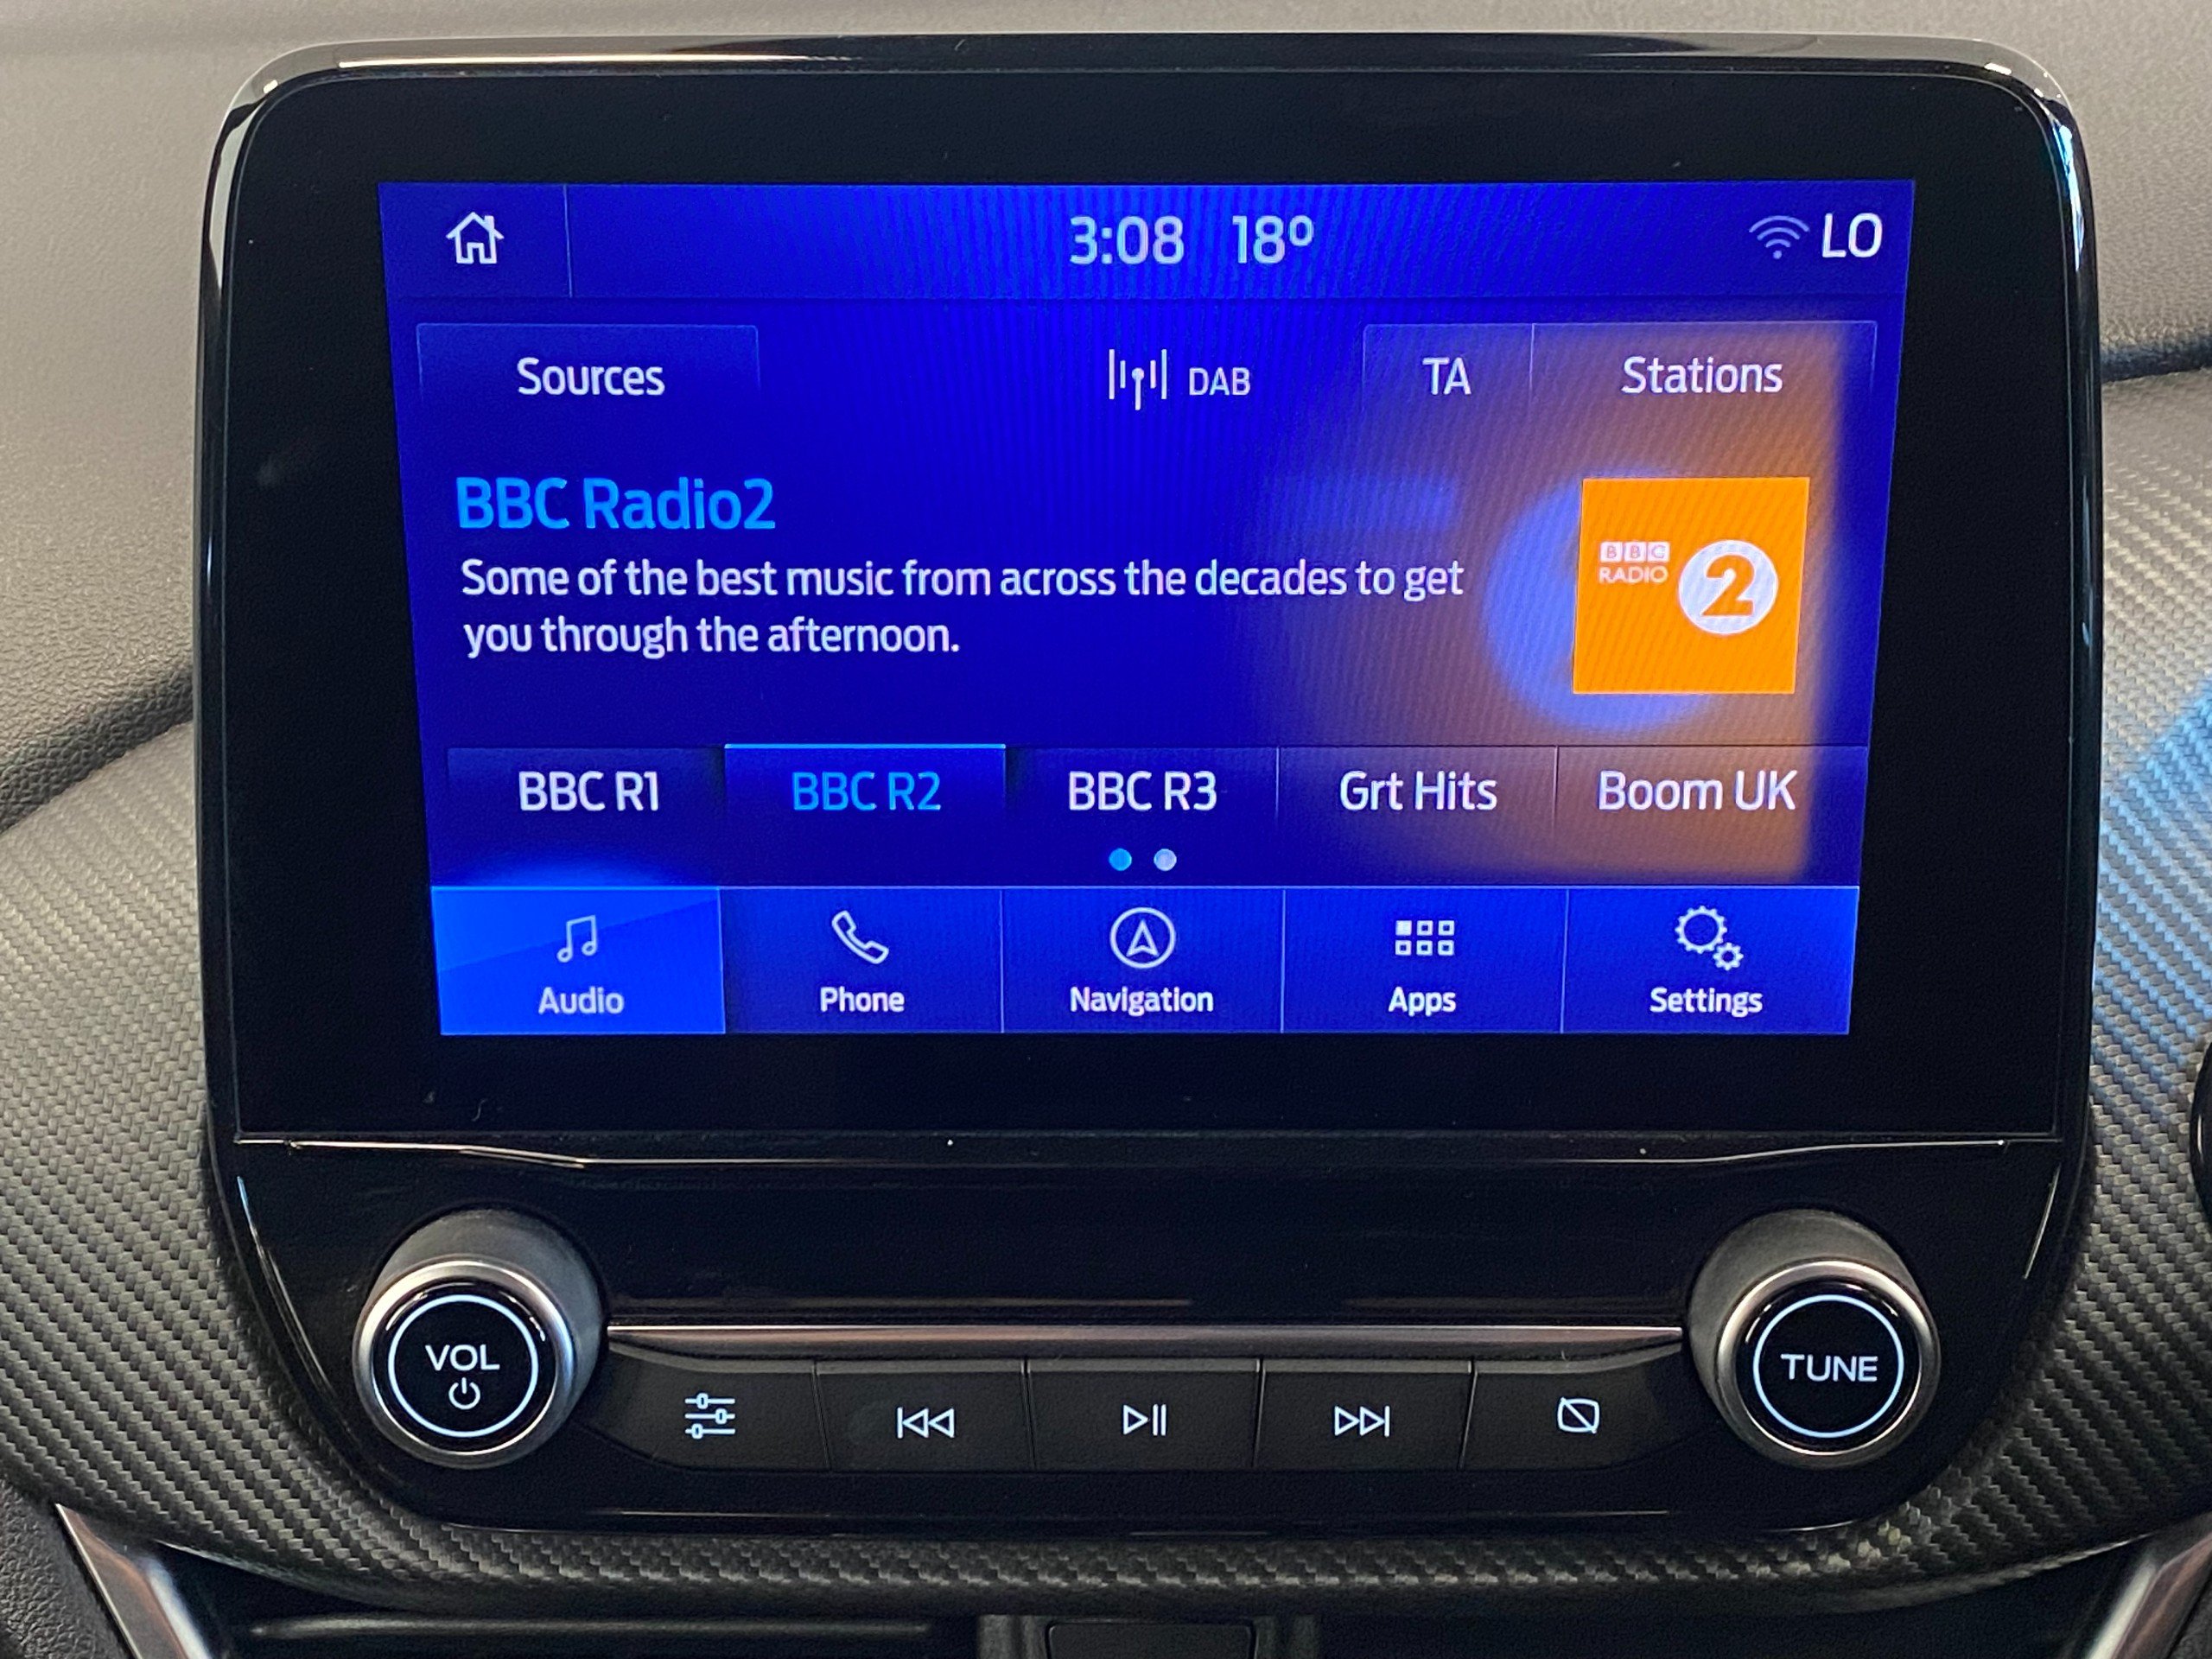 3:08 18º LO
Sources DAB TA Stations
BBC Radio2
Some of the best music from across the decades to get
you through the afternoon.
BBC
RADIO 2
BBC R1 BBC R2 BBC R3 Grt Hits Boom UK
Audio Phone Navigation Apps Settings
VOL TUNE